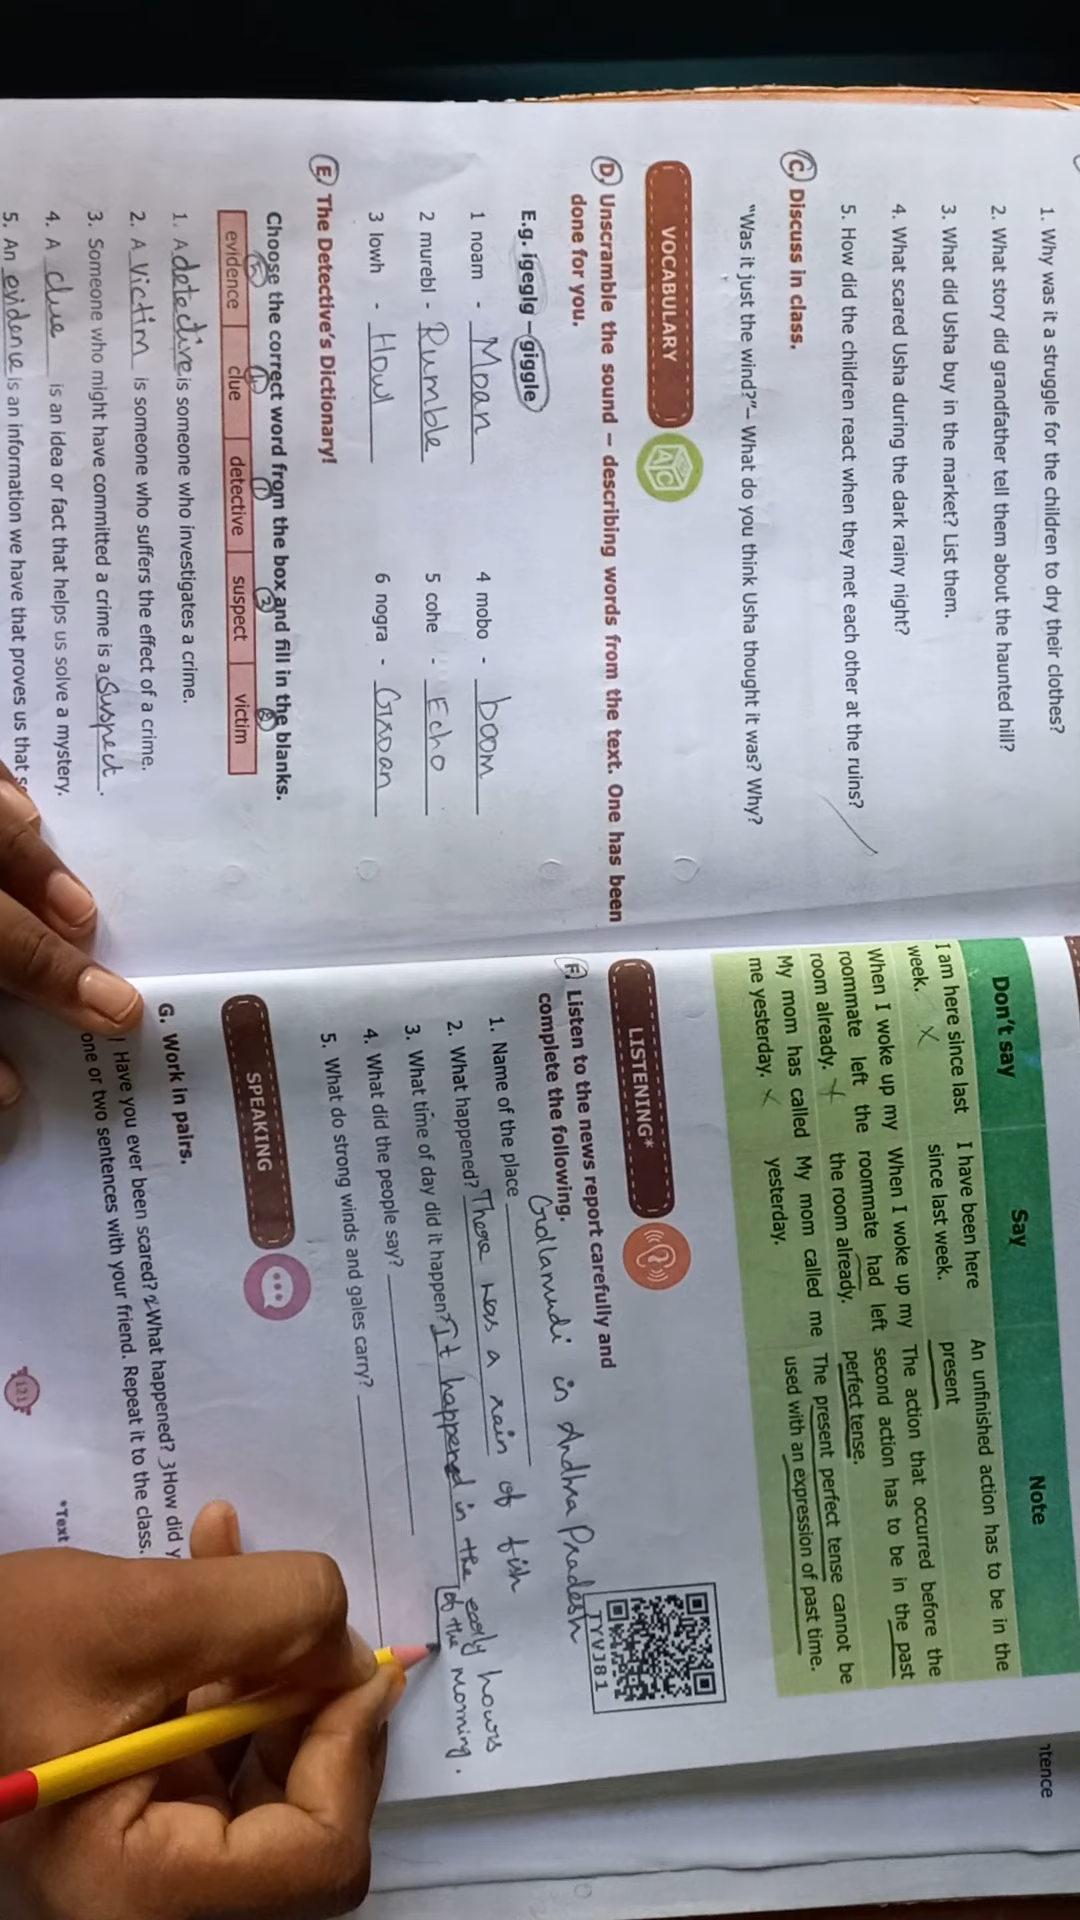 1. Why was it a struggle for the children to dry their clothes?
2. What story did grandfather tell them about the haunted hill?
3. What did Usha buy in the market? List them.
4. What scared Usha during the dark rainy night?
5. How did the children react when they met each other at the ruins?
C. Discuss in class.
"Was it just the wind?"– What do you think Usha thought it was? Why?
VOCABULARY
D. Unscramble the sound – describing words from the text. One has been
done for you.
E.g. igeglg –giggle
1 noam - Moan 4 mobo - boom
2 murebl - Rumble 5 cohe - Echo
3 lowh - Howl 6 nogra - Groan
E. The Detective's Dictionary!
Choose the correct word from the box and fill in the blanks.
5 4 1 3 2
evidence clue detective suspect victim
1. A detective is someone who investigates a crime.
2. A victim is someone who suffers the effect of a crime.
3. Someone who might have committed a crime is a suspect.
4. A clue is an idea or fact that helps us solve a mystery.
5. An evidence is an information we have that proves us that
Don't say Say Note
I am here since last week. X I have been here since last week. An unfinished action has to be in the present
When I woke up my roommate left the room already. X When I woke up my roommate had left the room already. The action that occurred before the second action has to be in the past perfect tense.
My mom has called me yesterday. X My mom called me yesterday. The present perfect tense cannot be used with an expression of past time.
ntence
LISTENING*
TYVJ81
F. Listen to the news report carefully and
complete the following.
1. Name of the place Gollamudi in Andhra Pradesh
2. What happened? There was a rain of fish
3. What time of day did it happen? It happened in the early hours
of the morning.
4. What did the people say?
5. What do strong winds and gales carry?
SPEAKING
G. Work in pairs.
1 Have you ever been scared? 2 What happened? 3 How did y
one or two sentences with your friend. Repeat it to the class.
121
*Text